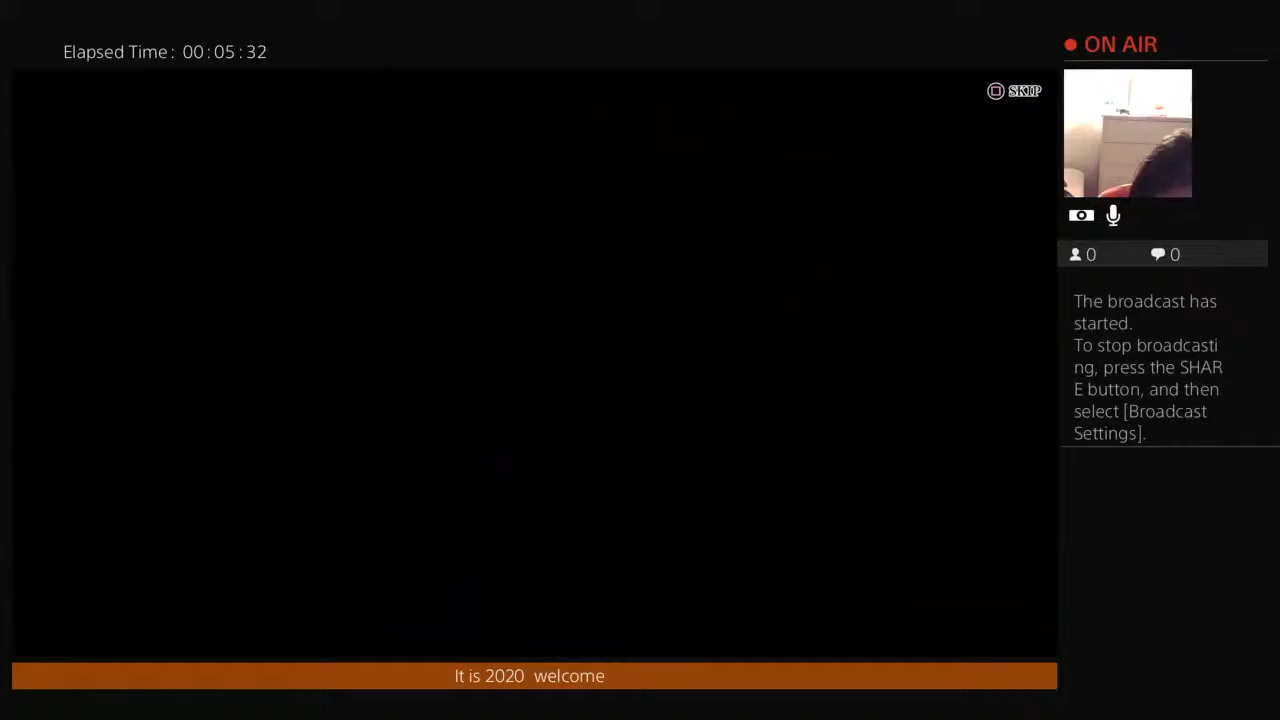 Elapsed Time: 00:05:32
ON AIR
SKIP
0 0
The broadcast has
started.
To stop broadcasti
ng, press the SHAR
E button, and then
select [Broadcast
Settings].
It is 2020 welcome